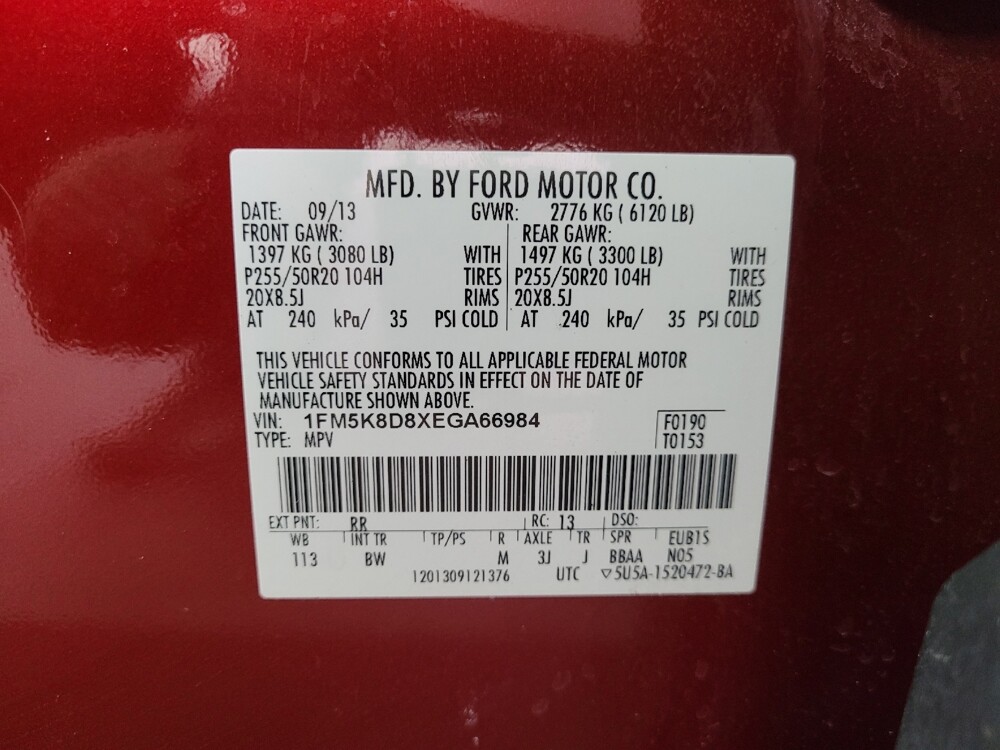 MFD. BY FORD MOTOR CO.
DATE: 09/13 GVWR: 2776 KG ( 6120 LB)
FRONT GAWR: REAR GAWR:
1397 KG ( 3080 LB) WITH 1497 KG ( 3300 LB) WITH
P255/50R20 104H TIRES P255/50R20 104H TIRES
20X8.5J RIMS 20X8.5J RIMS
AT 240 kPa/ 35 PSI COLD AT 240 kPa/ 35 PSI COLD
THIS VEHICLE CONFORMS TO ALL APPLICABLE FEDERAL MOTOR
VEHICLE SAFETY STANDARDS IN EFFECT ON THE DATE OF
MANUFACTURE SHOWN ABOVE.
VIN: 1FM5K8D8XEGA66984 F0190
TYPE: MPV T0153
EXT PNT: RR RC: 13 DSO:
WB INT TR TP/PS R AXLE TR SPR EUB1S
113 BW M 3J J BBAA N05
1201309121376 UTC ▽5U5A-1520472-BA